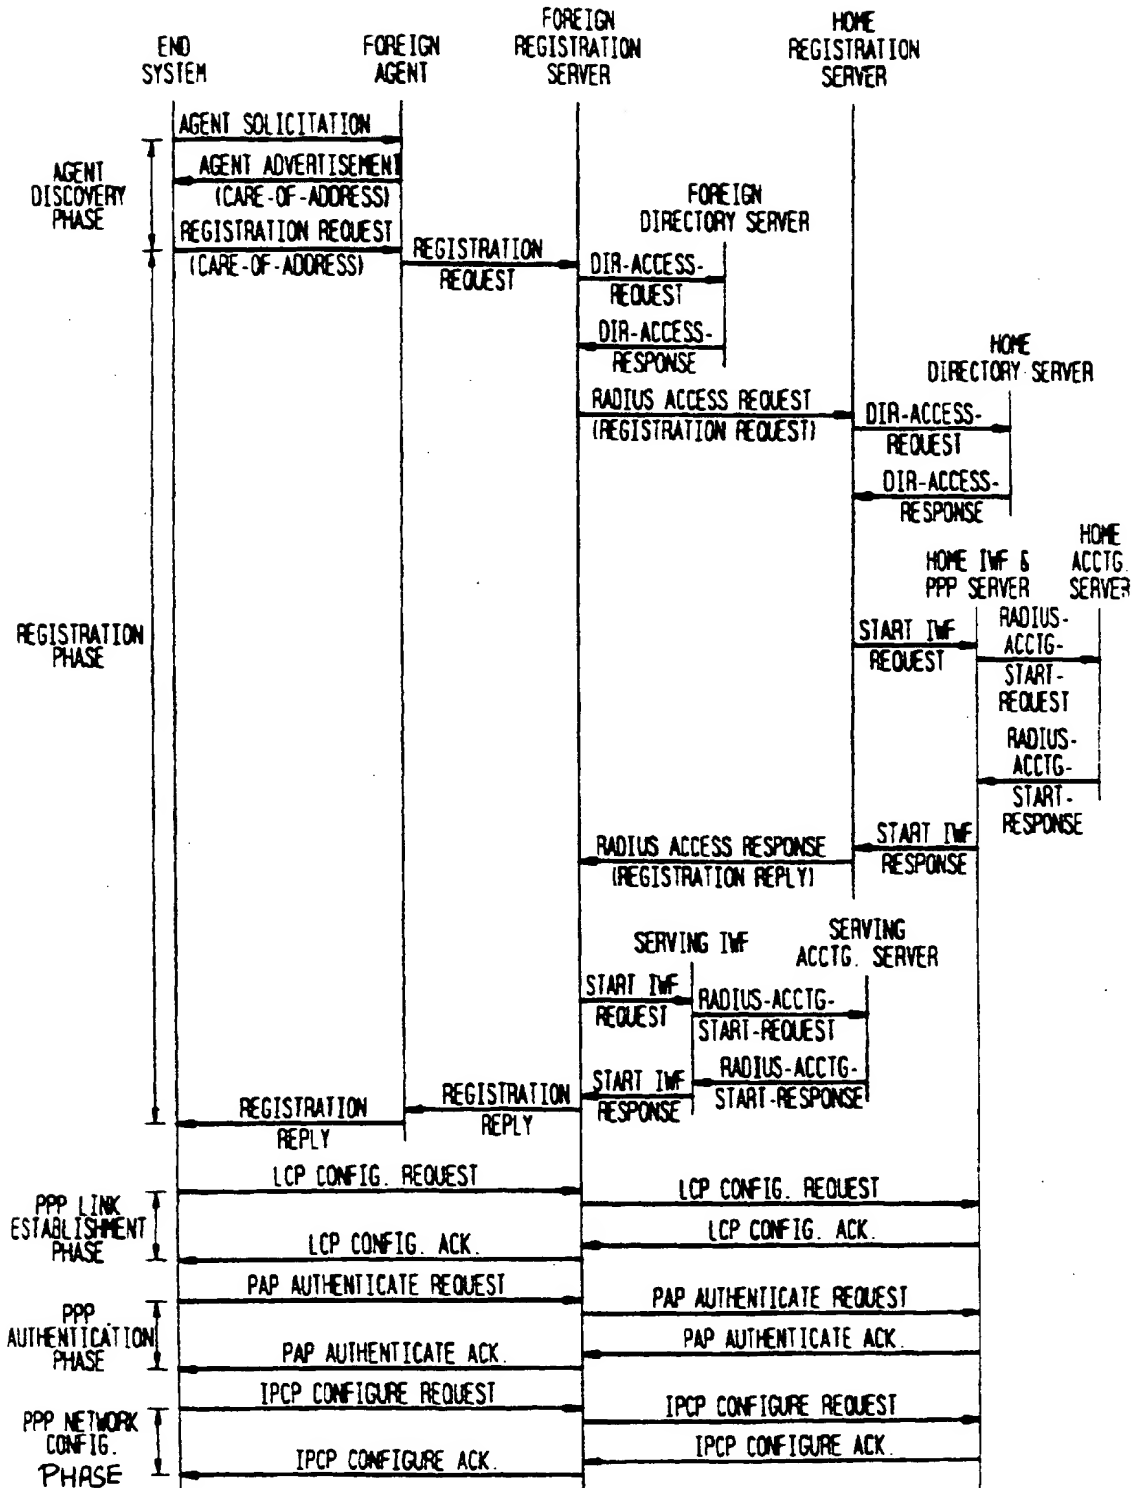 END
SYSTEM
FOREIGN
AGENT
FOREIGN
REGISTRATION
SERVER
HOME
REGISTRATION
SERVER
AGENT SOLICITATION
AGENT
DISCOVERY
PHASE
AGENT ADVERTISEMENT
(CARE-OF-ADDRESS)
FOREIGN
DIRECTORY SERVER
REGISTRATION REQUEST
(CARE-OF-ADDRESS)
REGISTRATION
REQUEST
DIR-ACCESS-
REQUEST
DIR-ACCESS-
RESPONSE
HOME
DIRECTORY SERVER
RADIUS ACCESS REQUEST
(REGISTRATION REQUEST)
DIR-ACCESS-
REQUEST
DIR-ACCESS-
RESPONSE
HOME IWF &
PPP SERVER
HOME
ACCTG.
SERVER
REGISTRATION
PHASE
START IWF
REQUEST
RADIUS-
ACCTG-
START-
REQUEST
RADIUS-
ACCTG-
START-
RESPONSE
START IWF
RESPONSE
RADIUS ACCESS RESPONSE
(REGISTRATION REPLY)
SERVING IWF
SERVING
ACCTG. SERVER
START IWF
REQUEST
RADIUS-ACCTG-
START-REQUEST
RADIUS-ACCTG-
START-RESPONSE
START IWF
RESPONSE
REGISTRATION
REPLY
REGISTRATION
REPLY
LCP CONFIG. REQUEST
LCP CONFIG. REQUEST
PPP LINK
ESTABLISHMENT
PHASE
LCP CONFIG. ACK.
LCP CONFIG. ACK.
PAP AUTHENTICATE REQUEST
PAP AUTHENTICATE REQUEST
PPP
AUTHENTICATION
PHASE
PAP AUTHENTICATE ACK.
PAP AUTHENTICATE ACK.
IPCP CONFIGURE REQUEST
IPCP CONFIGURE REQUEST
PPP NETWORK
CONFIG.
PHASE
IPCP CONFIGURE ACK.
IPCP CONFIGURE ACK.